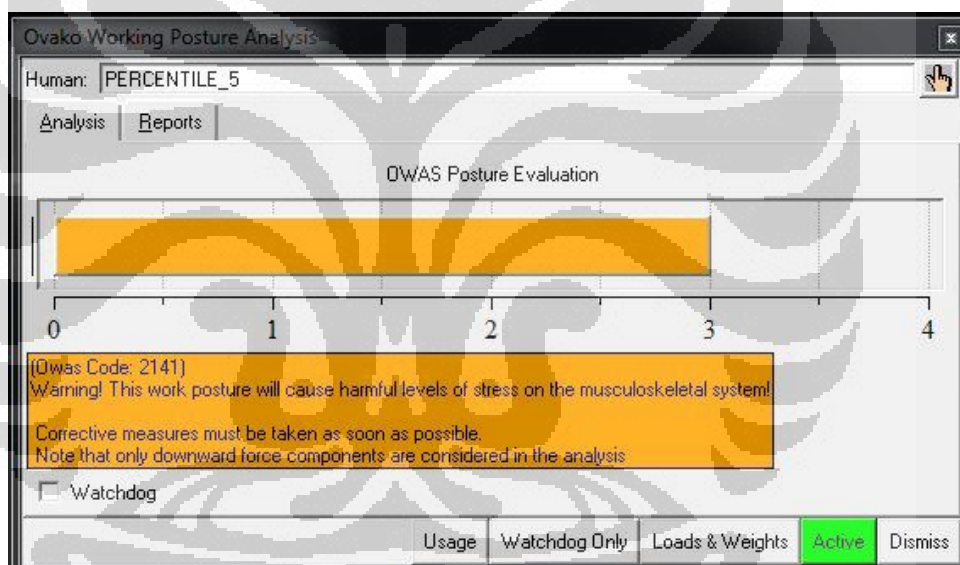 Ovako Working Posture Analysis
Human: PERCENTILE_5
Analysis Reports
OWAS Posture Evaluation
0 1 2 3 4
(Owas Code: 2141)
Warning! This work posture will cause harmful levels of stress on the musculoskeletal system!
Corrective measures must be taken as soon as possible.
Note that only downward force components are considered in the analysis
Watchdog
Usage Watchdog Only Loads & Weights Active Dismiss